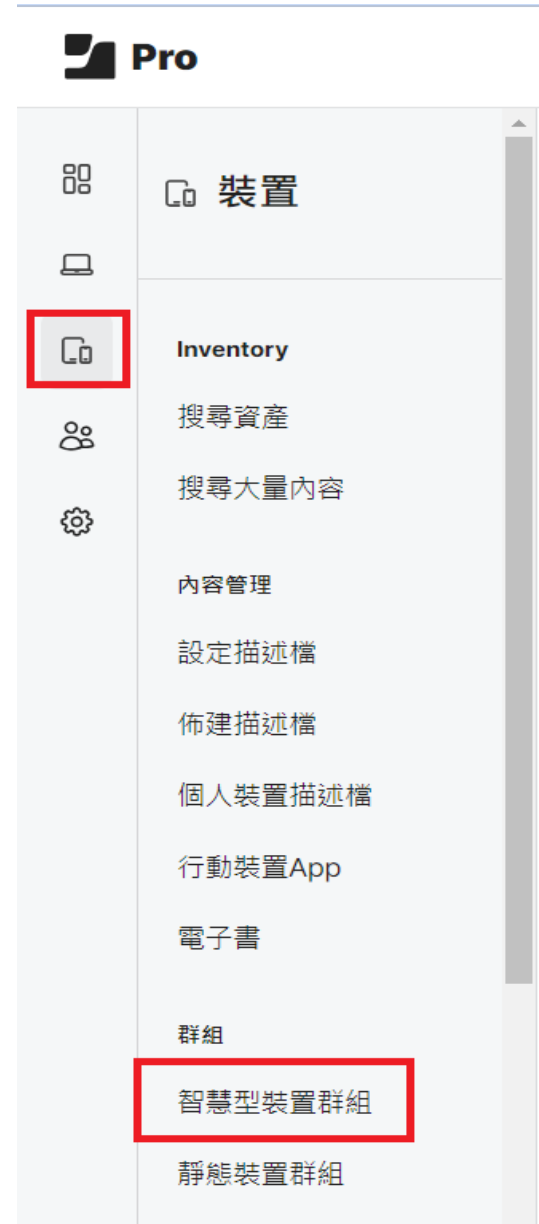 Pro
裝置
Inventory
搜尋資產
搜尋大量內容
內容管理
設定描述檔
佈建描述檔
個人裝置描述檔
行動裝置App
電子書
群組
智慧型裝置群組
靜態裝置群組